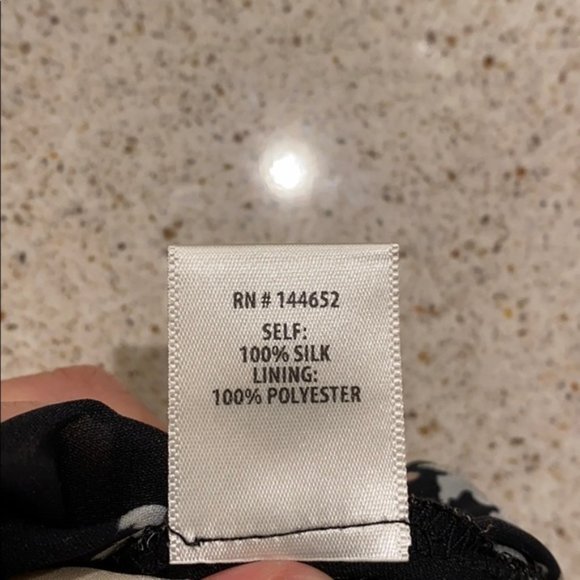 RN # 144652
SELF:
100% SILK
LINING:
100% POLYESTER